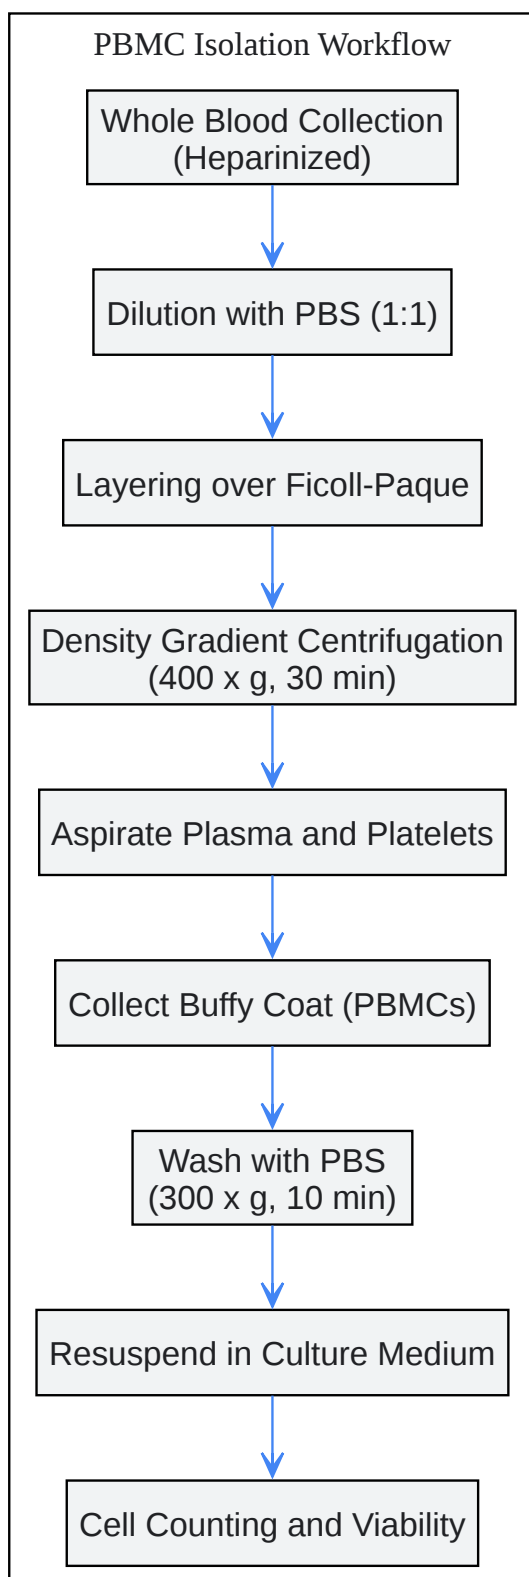 PBMC Isolation Workflow
Whole Blood Collection
(Heparinized)
Dilution with PBS (1:1)
Layering over Ficoll-Paque
Density Gradient Centrifugation
(400 x g, 30 min)
Aspirate Plasma and Platelets
Collect Buffy Coat (PBMCs)
Wash with PBS
(300 x g, 10 min)
Resuspend in Culture Medium
Cell Counting and Viability